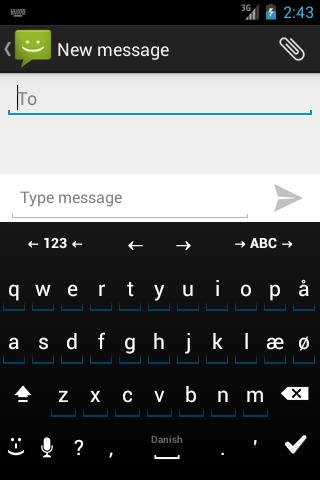 3G 2:43
New message
To
Type message
← 123 ← ← → → ABC →
q w e r t y u i o p å
a s d f g h j k l æ ø
z x c v b n m
? , Danish . '